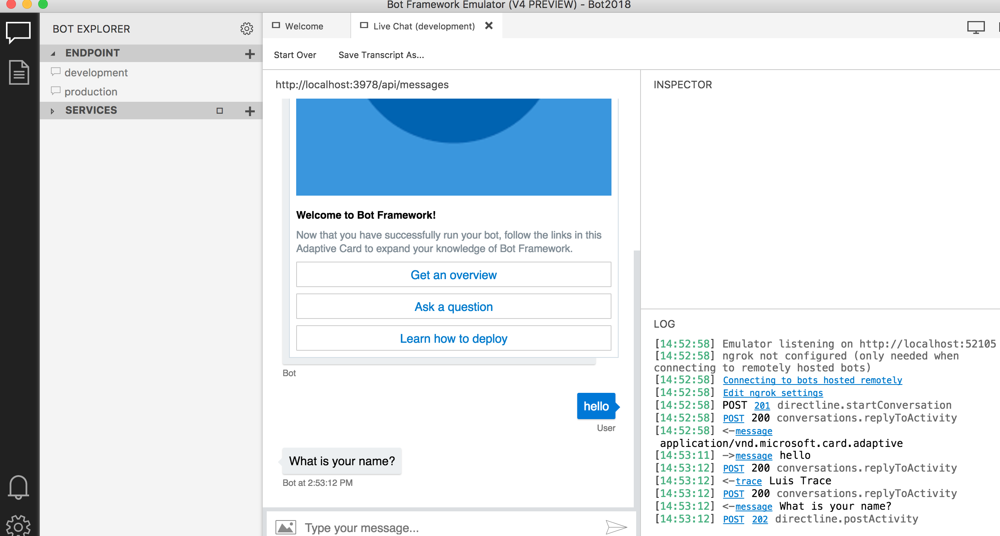 Bot Framework Emulator (V4 PREVIEW) - Bot2018
BOT EXPLORER
ENDPOINT
development
production
SERVICES
Welcome
Live Chat (development)
Start Over
Save Transcript As...
http://localhost:3978/api/messages
Welcome to Bot Framework!
Now that you have successfully run your bot, follow the links in this
Adaptive Card to expand your knowledge of Bot Framework.
Get an overview
Ask a question
Learn how to deploy
Bot
hello
User
What is your name?
Bot at 2:53:12 PM
Type your message...
INSPECTOR
LOG
[14:52:58] Emulator listening on http://localhost:52105
[14:52:58] ngrok not configured (only needed when
connecting to remotely hosted bots)
[14:52:58] Connecting to bots hosted remotely
[14:52:58] Edit ngrok settings
[14:52:58] POST 201 directline.startConversation
[14:52:58] POST 200 conversations.replyToActivity
[14:52:58] <-message
application/vnd.microsoft.card.adaptive
[14:53:11] ->message hello
[14:53:12] POST 200 conversations.replyToActivity
[14:53:12] <-trace Luis Trace
[14:53:12] POST 200 conversations.replyToActivity
[14:53:12] <-message What is your name?
[14:53:12] POST 202 directline.postActivity